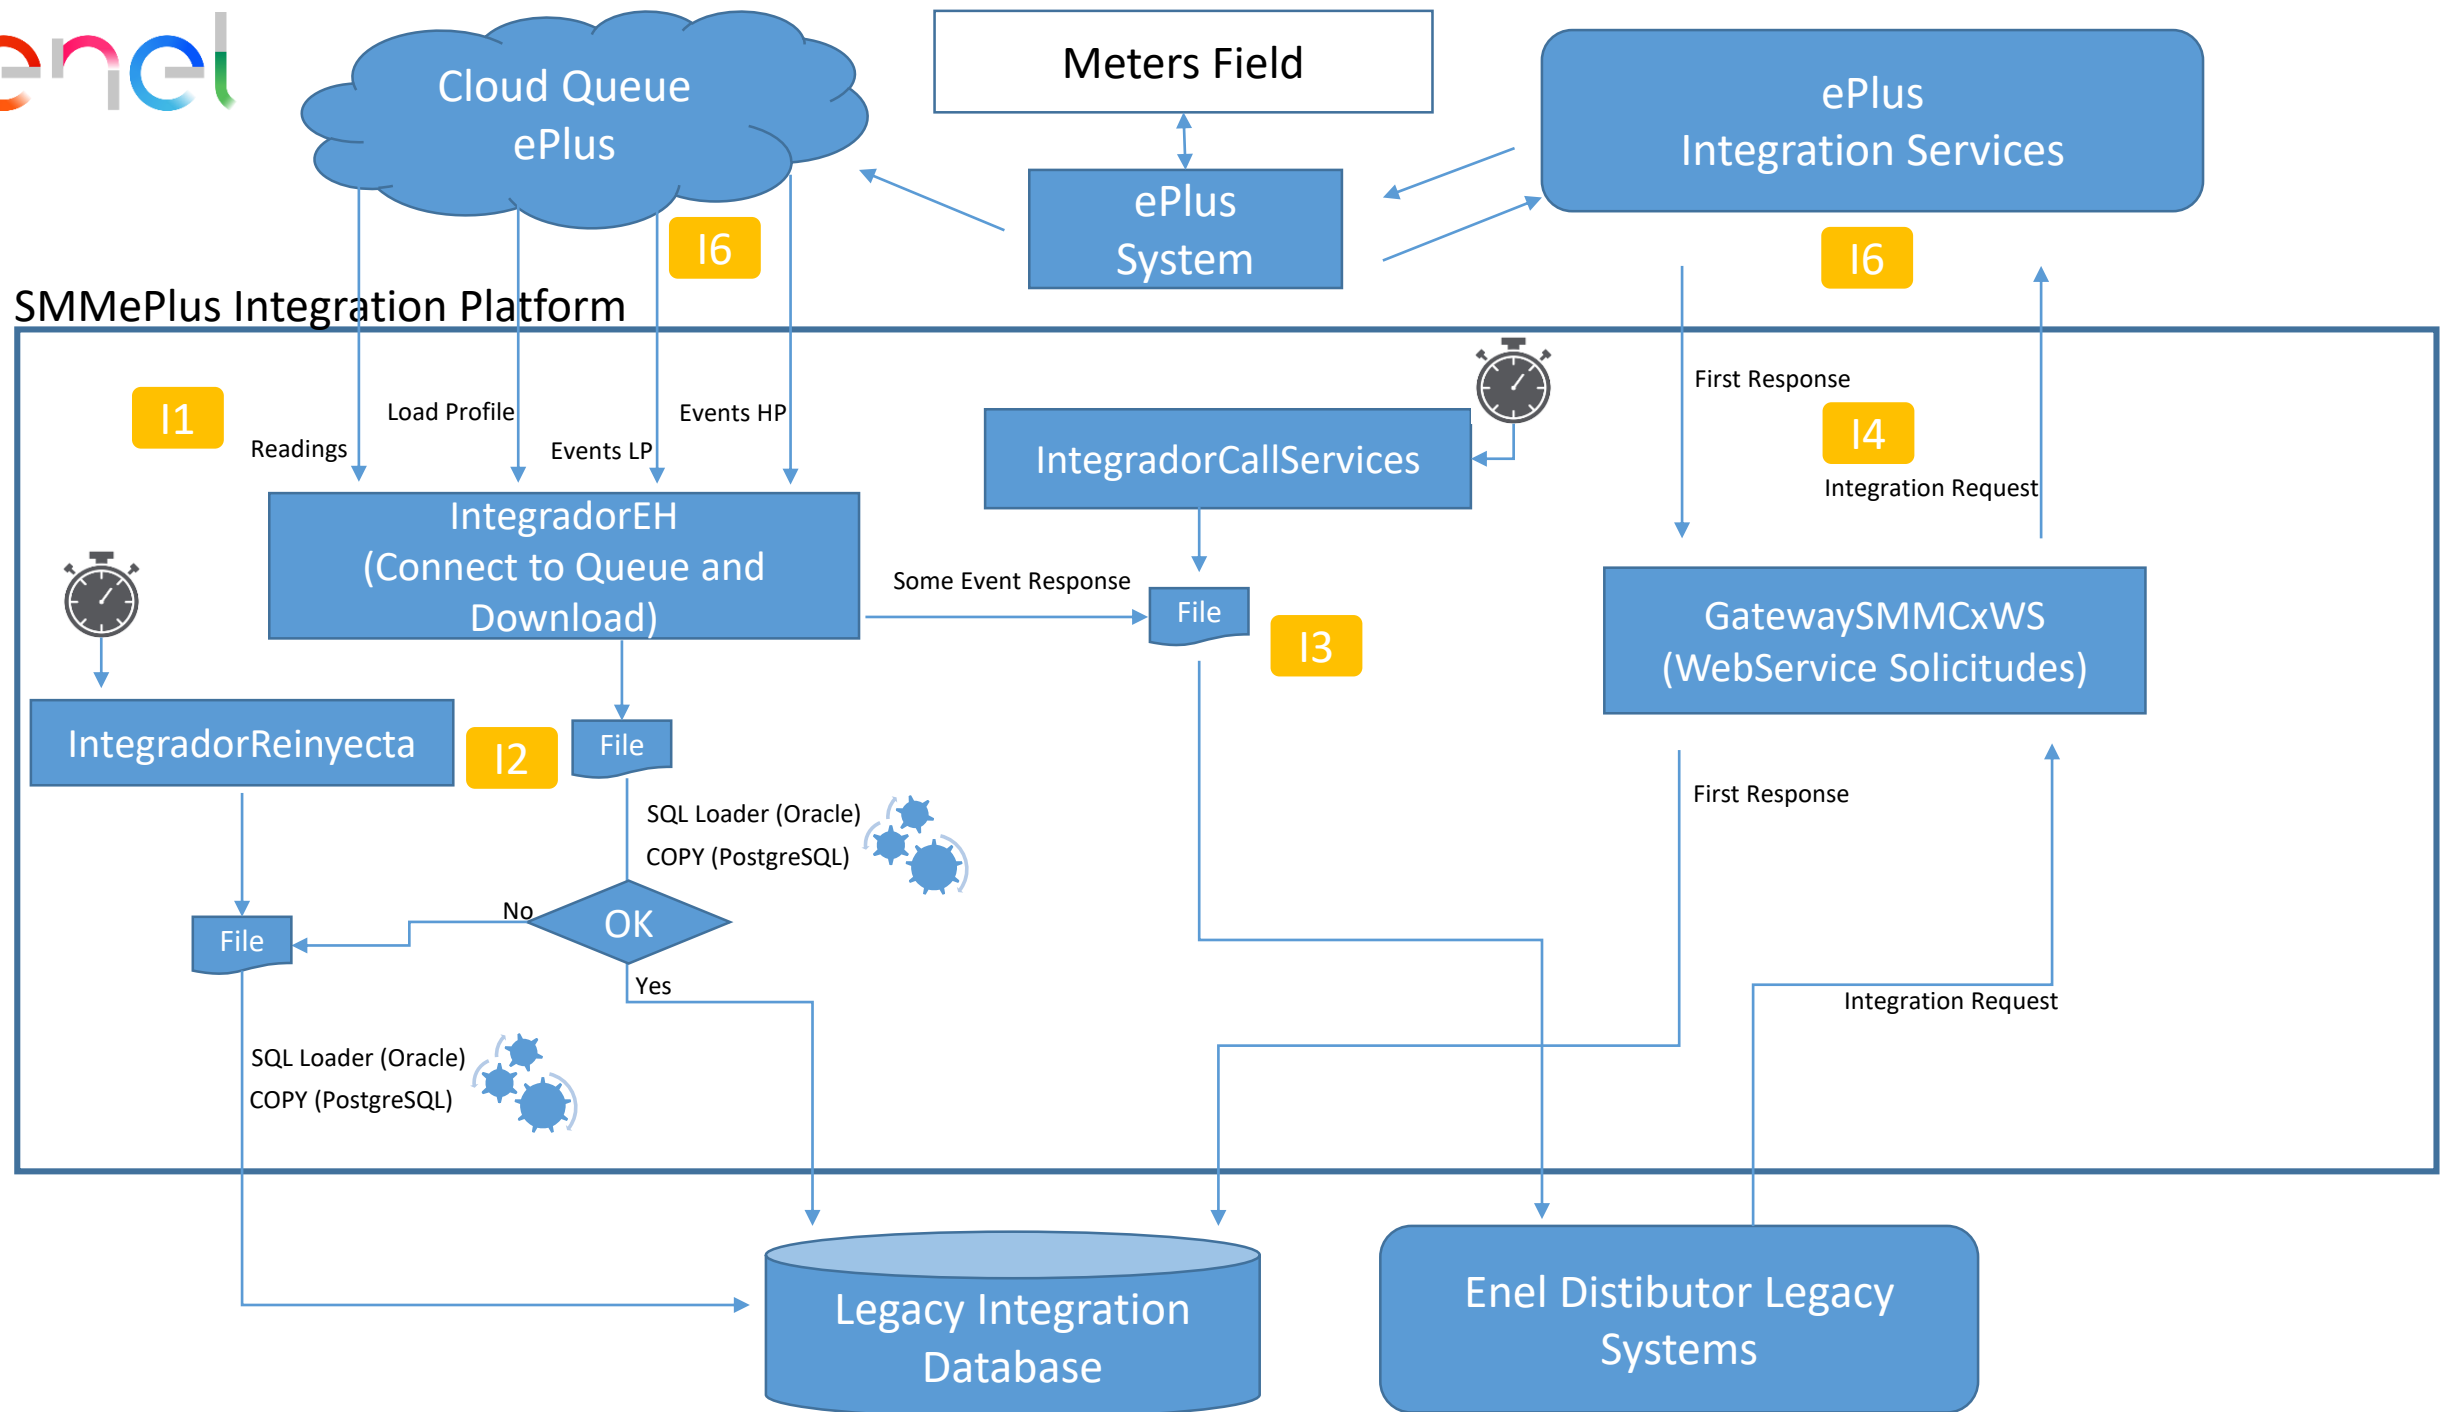 enel
Cloud Queue
ePlus
Meters Field
ePlus
Integration Services
ePlus
System
I6
I6
SMMePlus Integration Platform
I1
Readings
Load Profile
Events LP
Events HP
First Response
I4
Integration Request
IntegradorCallServices
IntegradorEH
(Connect to Queue and
Download)
Some Event Response
File
I3
GatewaySMMCxWS
(WebService Solicitudes)
IntegradorReinyecta
I2
File
SQL Loader (Oracle)
COPY (PostgreSQL)
First Response
No
OK
File
Yes
Integration Request
SQL Loader (Oracle)
COPY (PostgreSQL)
Legacy Integration
Database
Enel Distibutor Legacy
Systems